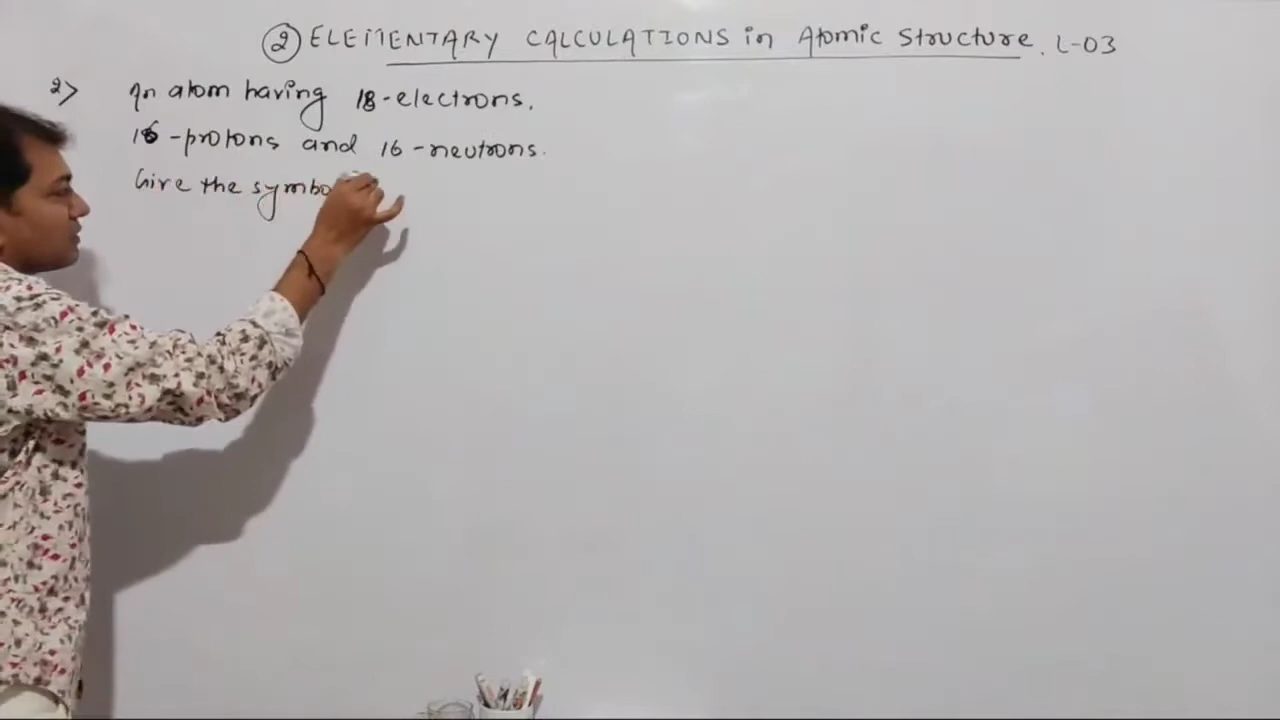 2 ELEMENTARY CALCULATIONS in Atomic Structure. L-03
2> An atom having 18-electrons.
16-protons and 16-neutrons.
Give the symbo